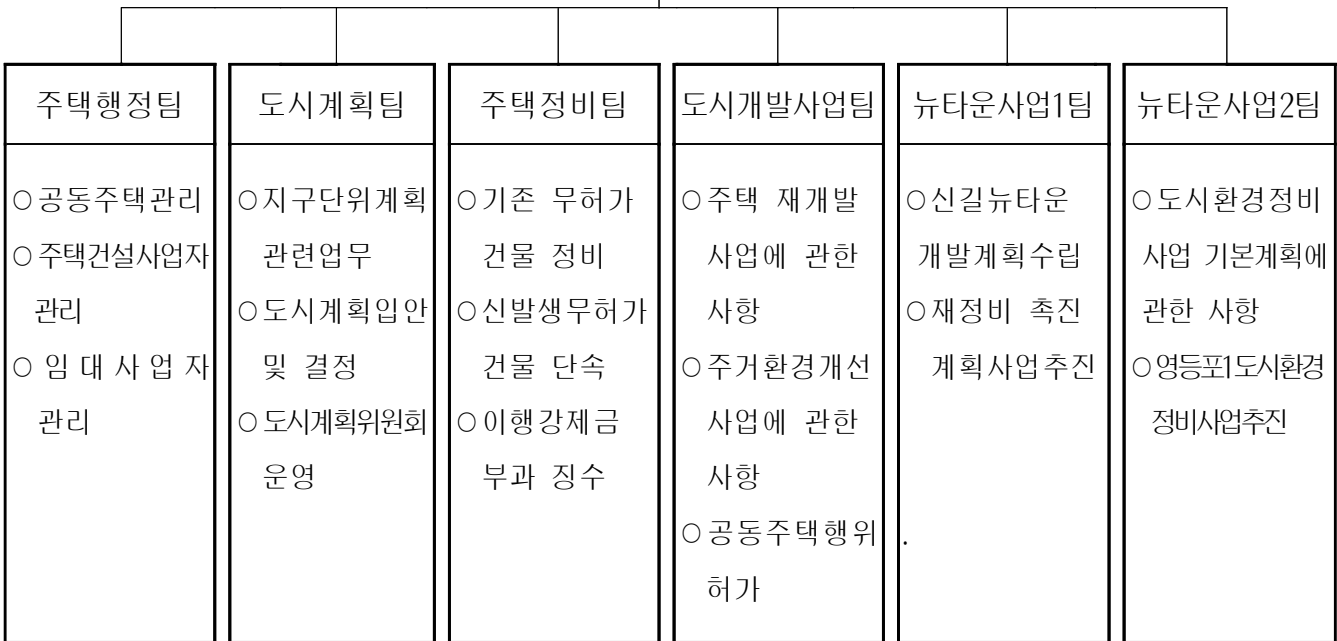 주택행정팀
○공동주택관리
○주택건설사업자
관리
○임대사업자
관리
도시계획팀
○지구단위계획
관련업무
○도시계획입안
및 결정
○도시계획위원회
운영
주택정비팀
○기존 무허가
건물 정비
○신발생무허가
건물 단속
○이행강제금
부과 징수
도시개발사업팀
○주택 재개발
사업에 관한
사항
○주거환경개선
사업에 관한
사항
○공동주택행위
허가
뉴타운사업1팀
○신길뉴타운
개발계획수립
○재정비 촉진
계획사업추진
.
뉴타운사업2팀
○도시환경정비
사업 기본계획에
관한 사항
○영등포1도시환경
정비사업추진